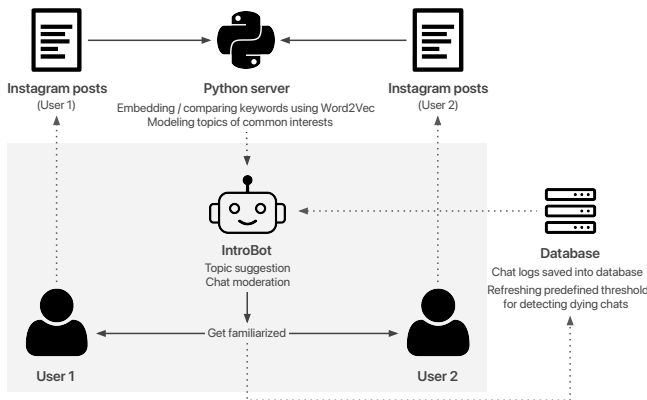 Instagram posts
(User 1)
Python server
Embedding / comparing keywords using Word2Vec
Modeling topics of common interests
Instagram posts
(User 2)
IntroBot
Topic suggestion
Chat moderation
Database
Chat logs saved into database
Refreshing predefined threshold
for detecting dying chats
Get familiarized
User 1
User 2